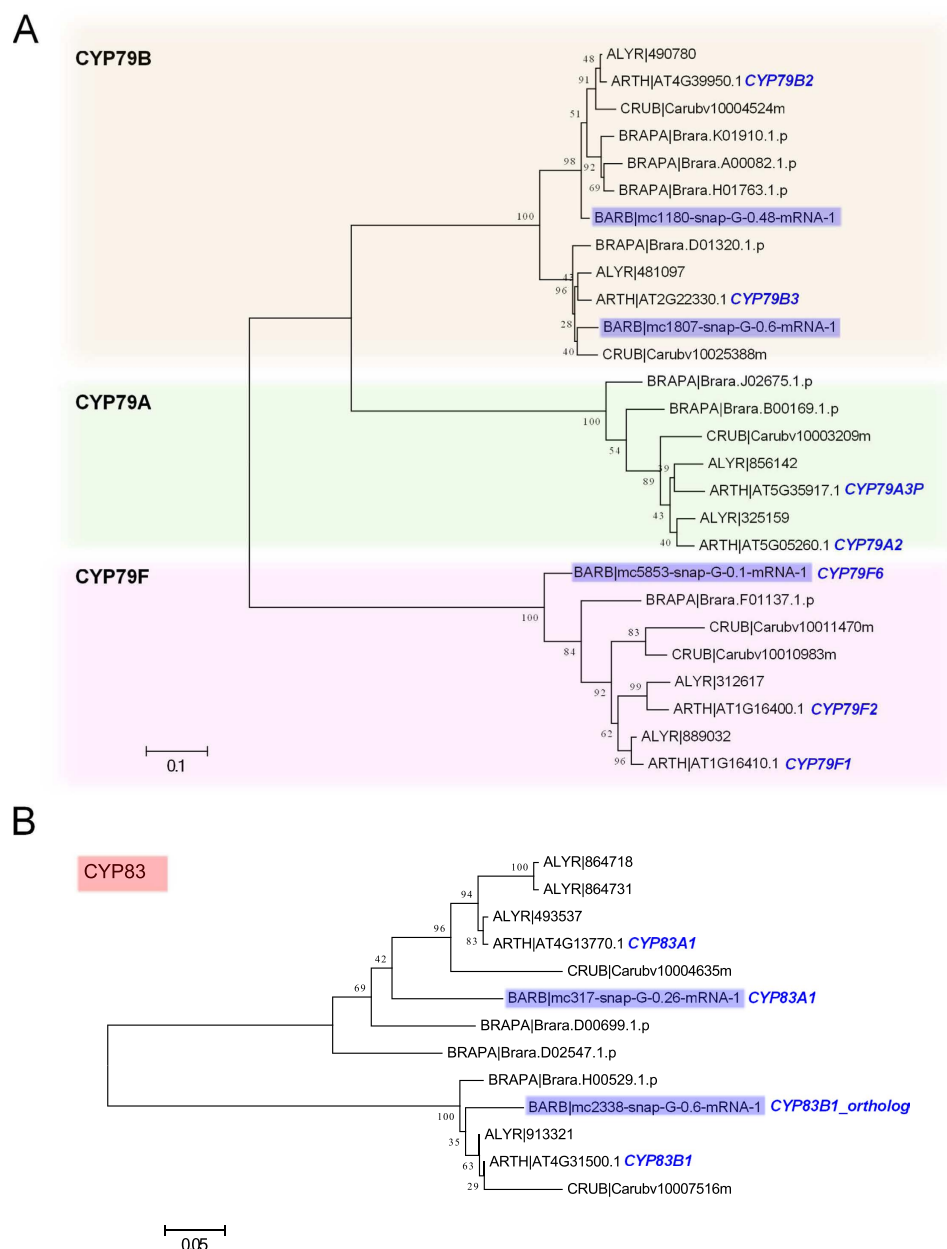 A
CYP79B
48
ALYR|490780
91
ARTH|AT4G39950.1 CYP79B2
CRUB|Carubv10004524m
51
BRAPA|Brara.K01910.1.p
98
92
BRAPA|Brara.A00082.1.p
69
BRAPA|Brara.H01763.1.p
100
BARB|mc1180-snap-G-0.48-mRNA-1
BRAPA|Brara.D01320.1.p
43
ALYR|481097
96
ARTH|AT2G22330.1 CYP79B3
28
BARB|mc1807-snap-G-0.6-mRNA-1
40
CRUB|Carubv10025388m
CYP79A
BRAPA|Brara.J02675.1.p
100
BRAPA|Brara.B00169.1.p
54
CRUB|Carubv10003209m
39
ALYR|856142
89
ARTH|AT5G35917.1 CYP79A3P
43
ALYR|325159
40
ARTH|AT5G05260.1 CYP79A2
CYP79F
BARB|mc5853-snap-G-0.1-mRNA-1 CYP79F6
100
BRAPA|Brara.F01137.1.p
84
83
CRUB|Carubv10011470m
CRUB|Carubv10010983m
92
99
ALYR|312617
ARTH|AT1G16400.1 CYP79F2
62
ALYR|889032
96
ARTH|AT1G16410.1 CYP79F1
0.1
B
CYP83
100
ALYR|864718
ALYR|864731
94
ALYR|493537
96
83
ARTH|AT4G13770.1 CYP83A1
42
CRUB|Carubv10004635m
69
BARB|mc317-snap-G-0.26-mRNA-1 CYP83A1
BRAPA|Brara.D00699.1.p
BRAPA|Brara.D02547.1.p
BRAPA|Brara.H00529.1.p
100
BARB|mc2338-snap-G-0.6-mRNA-1 CYP83B1_ortholog
35
ALYR|913321
63
ARTH|AT4G31500.1 CYP83B1
29
CRUB|Carubv10007516m
0.05